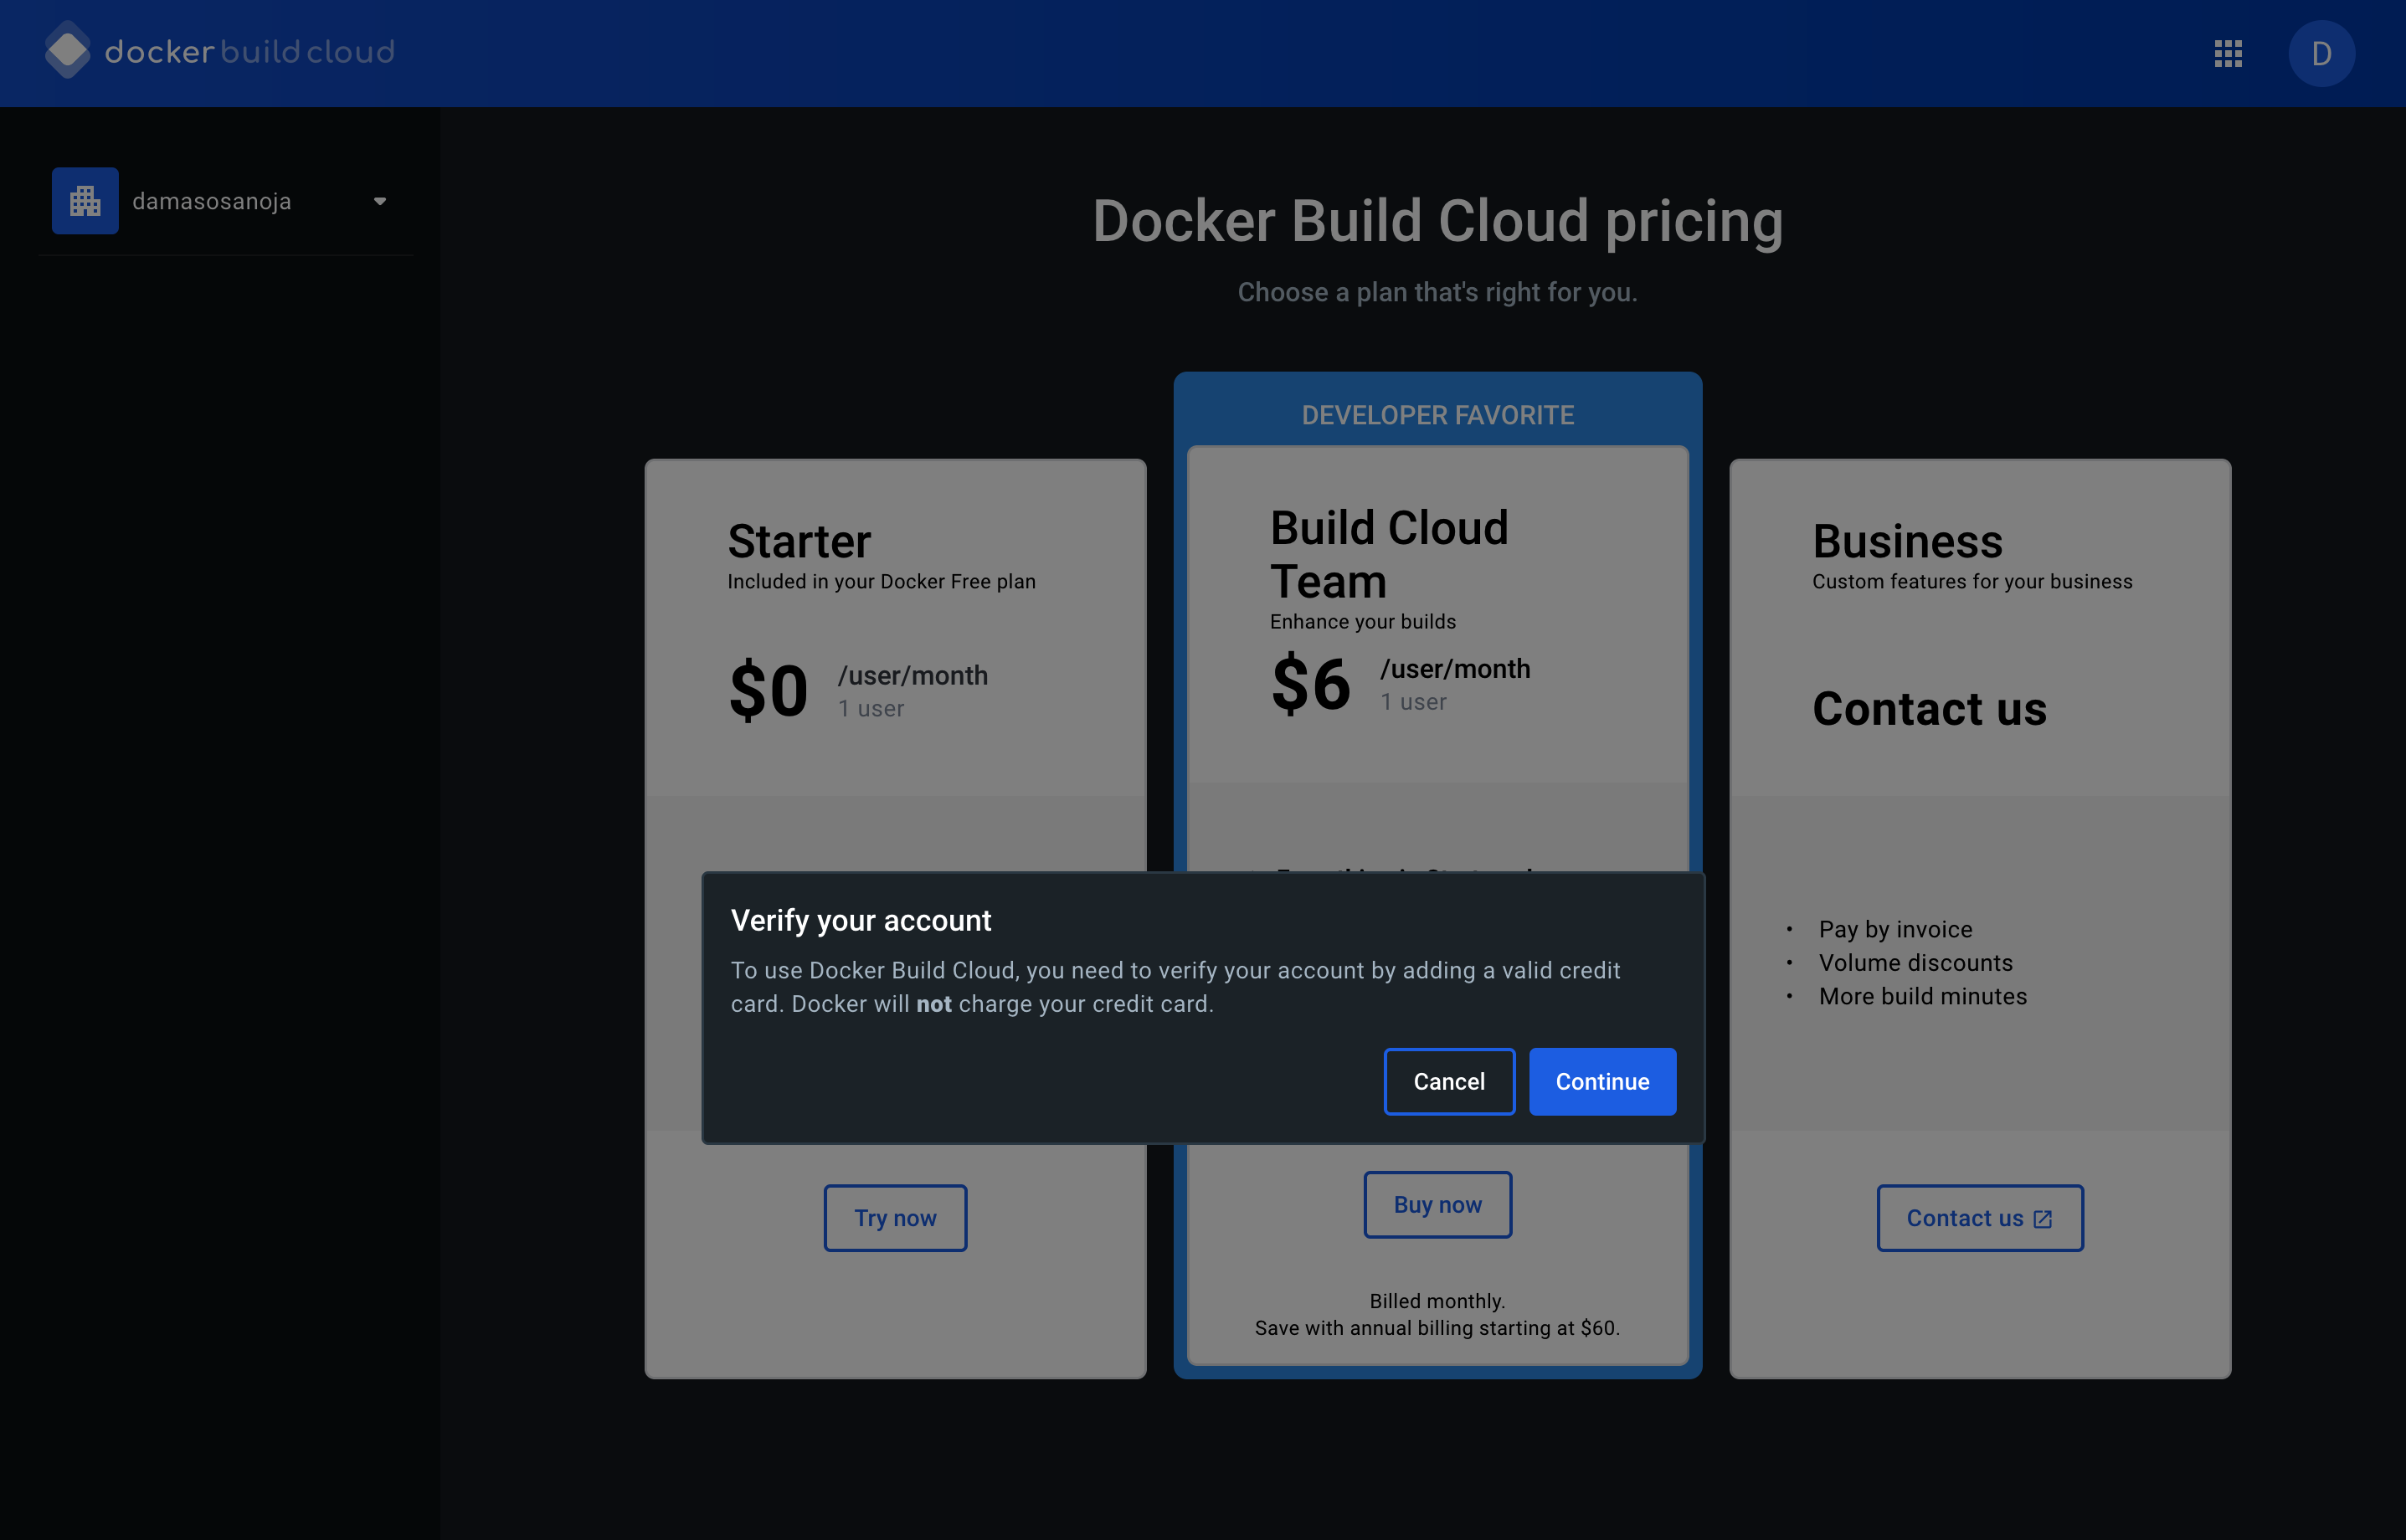 docker build cloud
D
damasosanoja
Docker Build Cloud pricing
Choose a plan that's right for you.
DEVELOPER FAVORITE
Starter
Included in your Docker Free plan
$0 /user/month
1 user
Build Cloud
Team
Enhance your builds
$6 /user/month
1 user
Business
Custom features for your business
Contact us
Verify your account
To use Docker Build Cloud, you need to verify your account by adding a valid credit
card. Docker will not charge your credit card.
Cancel Continue
• Pay by invoice
• Volume discounts
• More build minutes
Try now
Buy now
Billed monthly.
Save with annual billing starting at $60.
Contact us